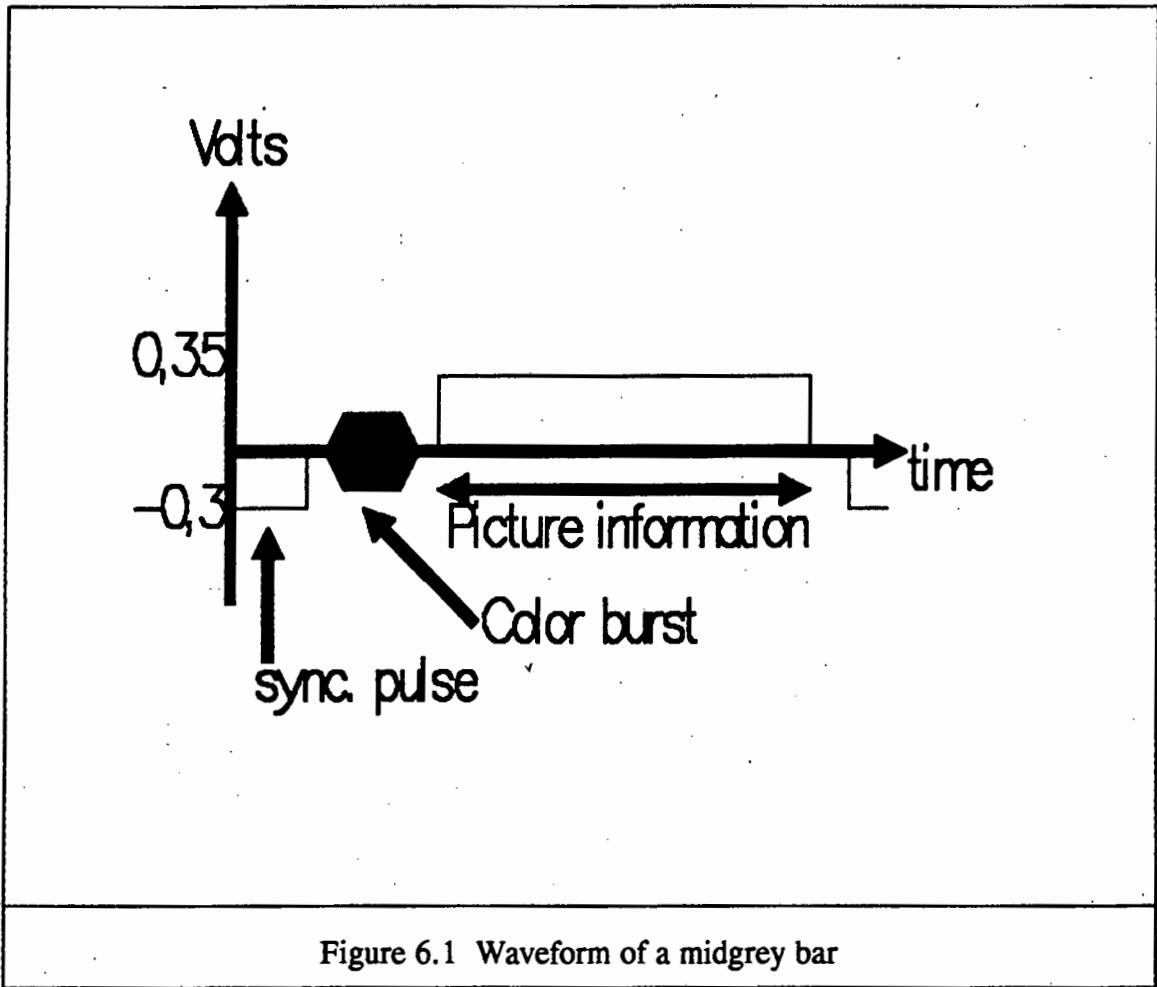 Volts
0,35
-0,3
time
Picture information
Color burst
sync. pulse
Figure 6.1 Waveform of a midgrey bar